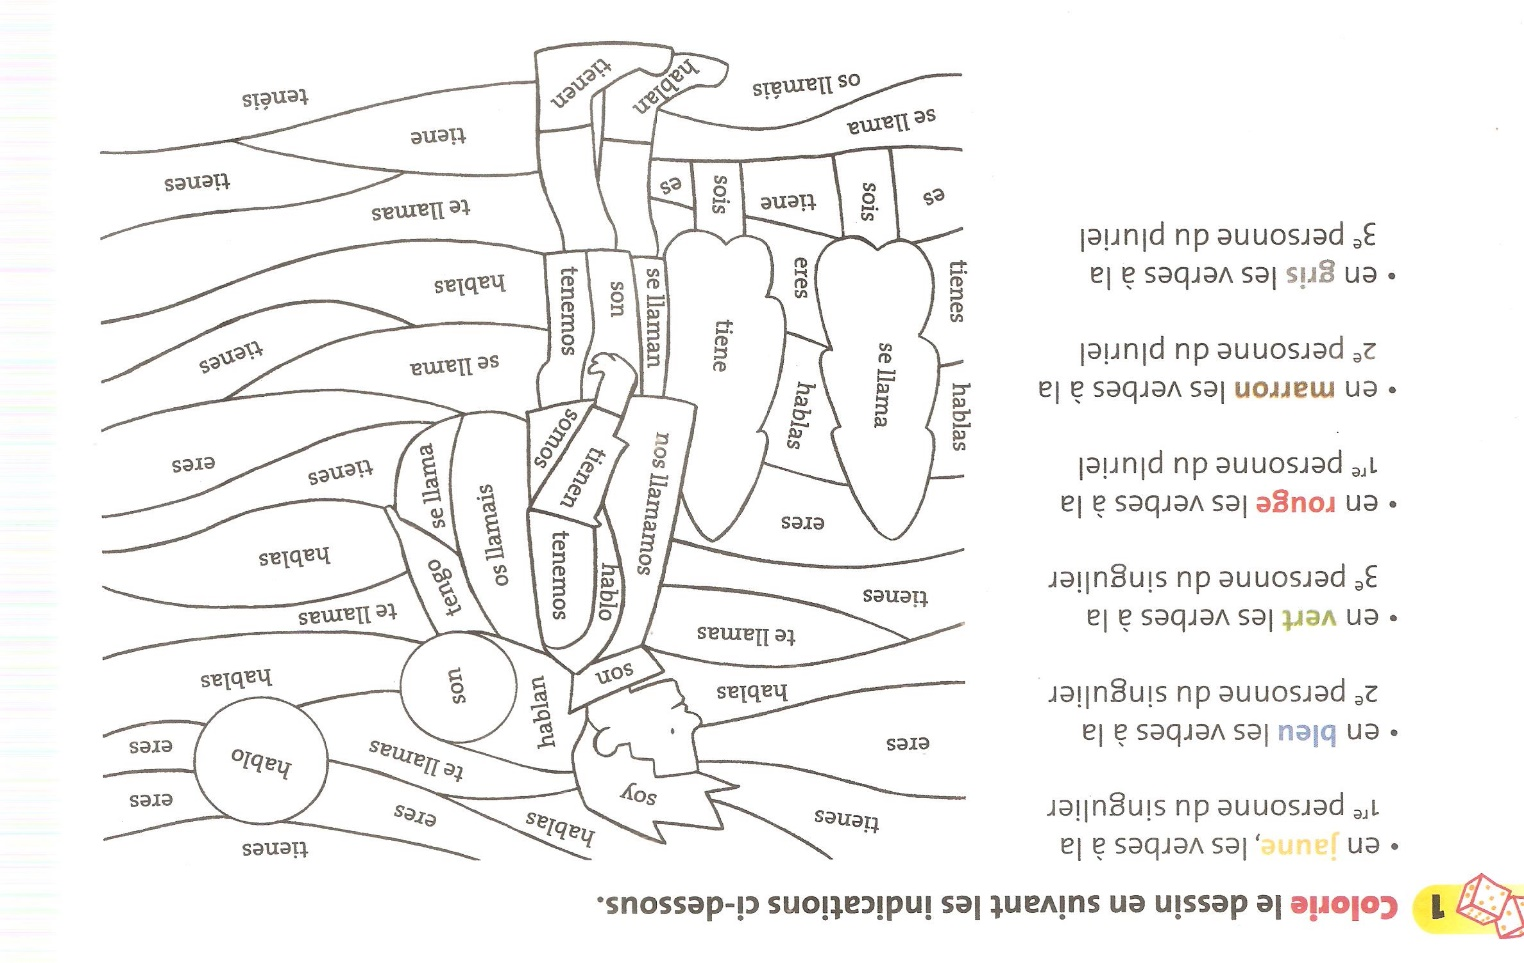 1 Colorie le dessin en suivant les indications ci-dessous.
• en jaune, les verbes à la
1re personne du singulier
• en bleu les verbes à la
2e personne du singulier
• en vert les verbes à la
3e personne du singulier
• en rouge les verbes à la
1re personne du pluriel
• en marron les verbes à la
2e personne du pluriel
• en gris les verbes à la
3e personne du pluriel
tienes
hablas
eres
tienes
soy
eres
eres
te llamas
hablo
eres
hablas
hablan
son
hablas
son
te llamas
te llamas
tienes
hablo
tenemos
tengo
hablas
eres
nos llamamos
os llamais
se llama
tienes
eres
tienen
somos
hablas
se llama
hablas
tiene
se llama
tienes
tienes
eres
se llaman
son
tenemos
hablas
es
sois
tiene
sois
es
te llamas
tienes
se llama
tiene
os llamáis
hablan
tienen
tenéis